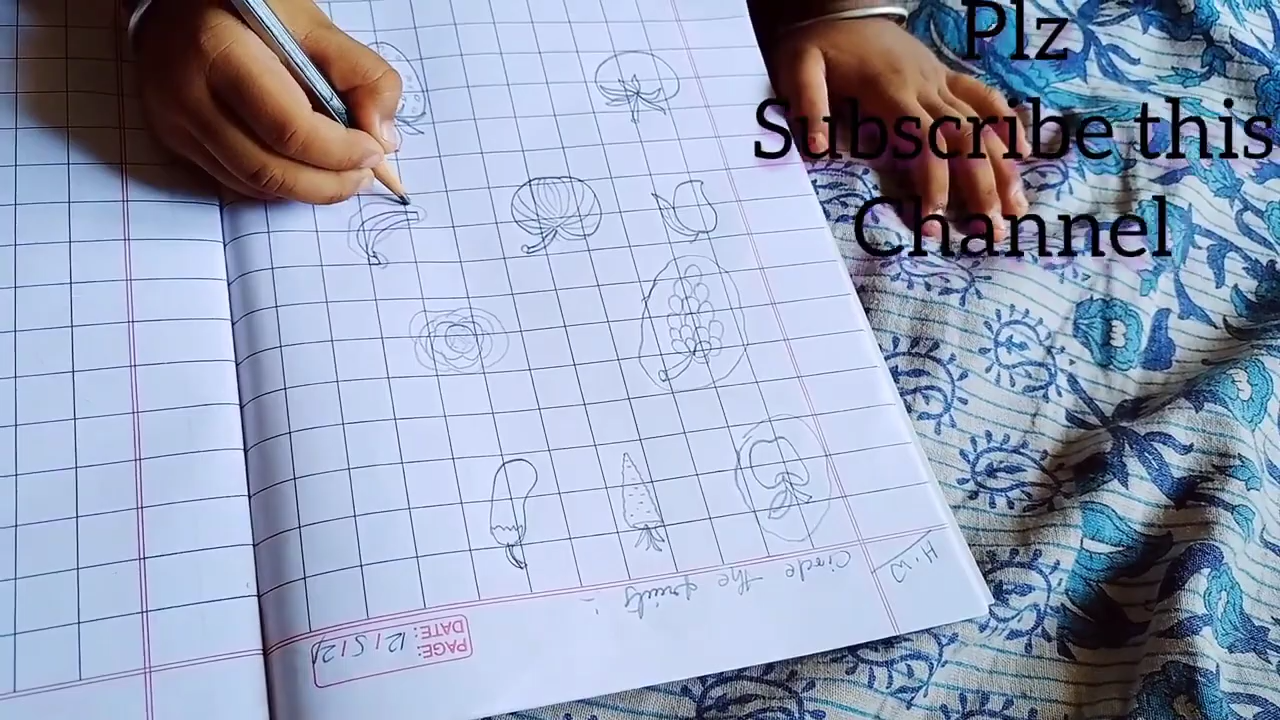 Plz
Subscribe this
Channel
H.W
Circle the fruits :-
PAGE:
DATE: 12/5/21